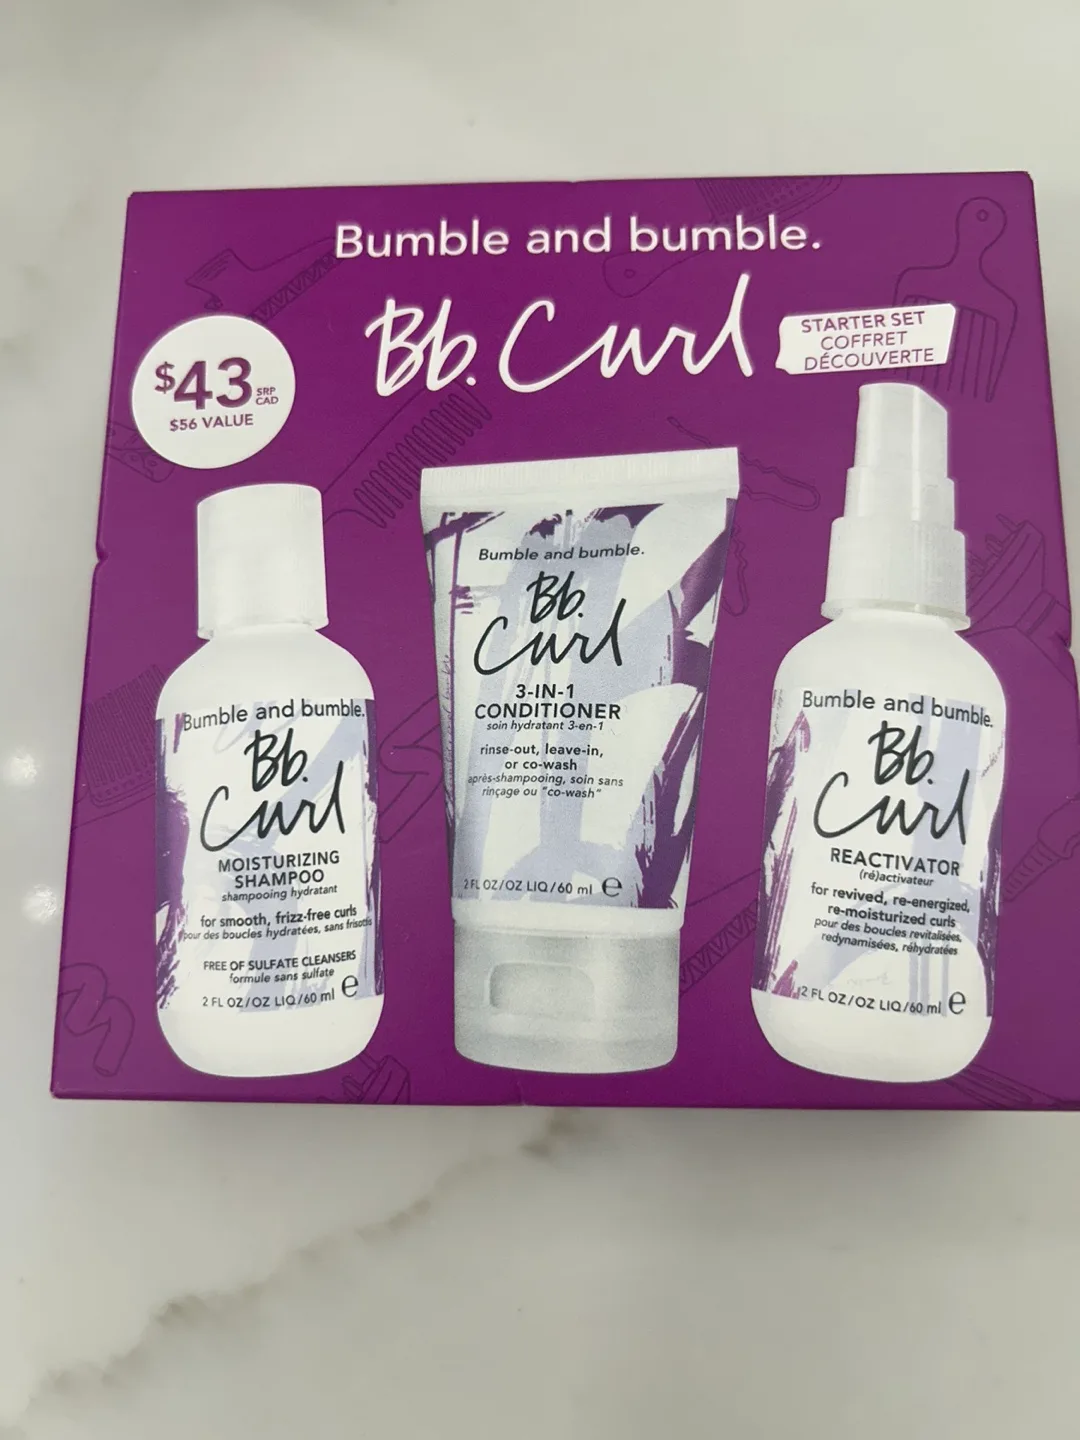 Bumble and bumble.
Bb. Curl
STARTER SET
COFFRET
DÉCOUVERTE
$43 SRP
CAD
$56 VALUE
Bumble and bumble.
Bb.
Curl
MOISTURIZING
SHAMPOO
shampooing hydratant
for smooth, frizz-free curls
pour des boucles hydratées, sans frisottis
FREE OF SULFATE CLEANSERS
formule sans sulfate
2 FL OZ/OZ LIQ/60 ml e
Bumble and bumble.
Bb.
Curl
3-IN-1
CONDITIONER
soin hydratant 3-en-1
rinse-out, leave-in,
or co-wash
après-shampooing, soin sans
rinçage ou "co-wash"
2 FL OZ/OZ LIQ/60 ml e
Bumble and bumble.
Bb.
Curl
REACTIVATOR
(ré)activateur
for revived, re-energized,
re-moisturized curls
pour des boucles revitalisées,
redynamisées, réhydratées
2 FL OZ/OZ LIQ/60 ml e